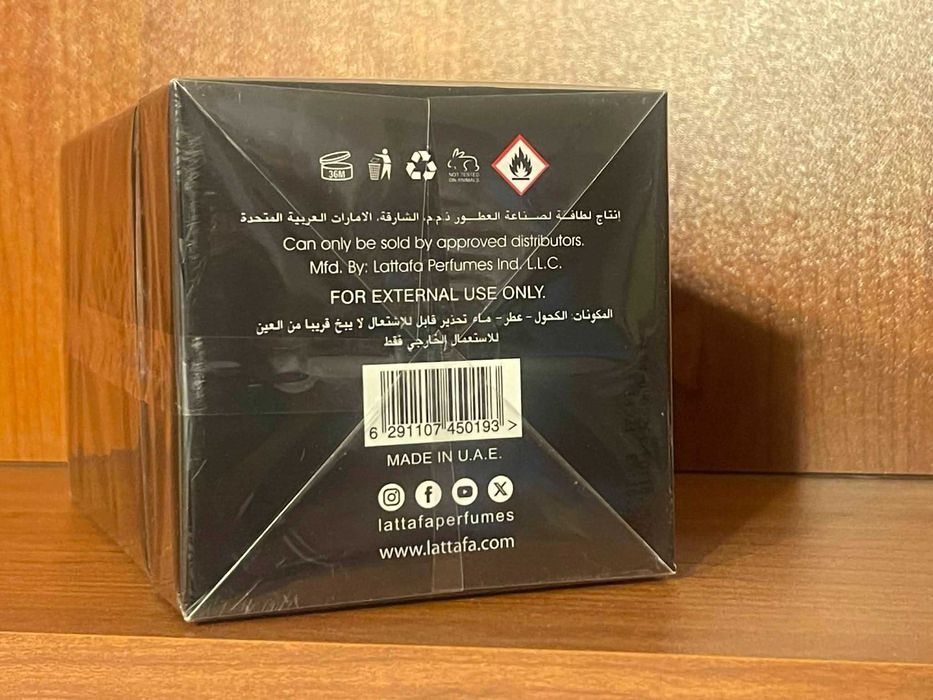 36M
NOT TESTED
ON ANIMALS
إنتاج لطافة لصناعة العطور ذ.م.م. الشارقة. الامارات العربية المتحدة
Can only be sold by approved distributors.
Mfd. By: Lattafa Perfumes Ind. L.L.C.
FOR EXTERNAL USE ONLY.
المكونات: الكحول - عطر- ماء تحذير قابل للاشتعال لا يبخ قريبا من العين
للاستعمال الخارجي فقط
6 291107 450193 >
MADE IN U.A.E.
lattafaperfumes
www.lattafa.com